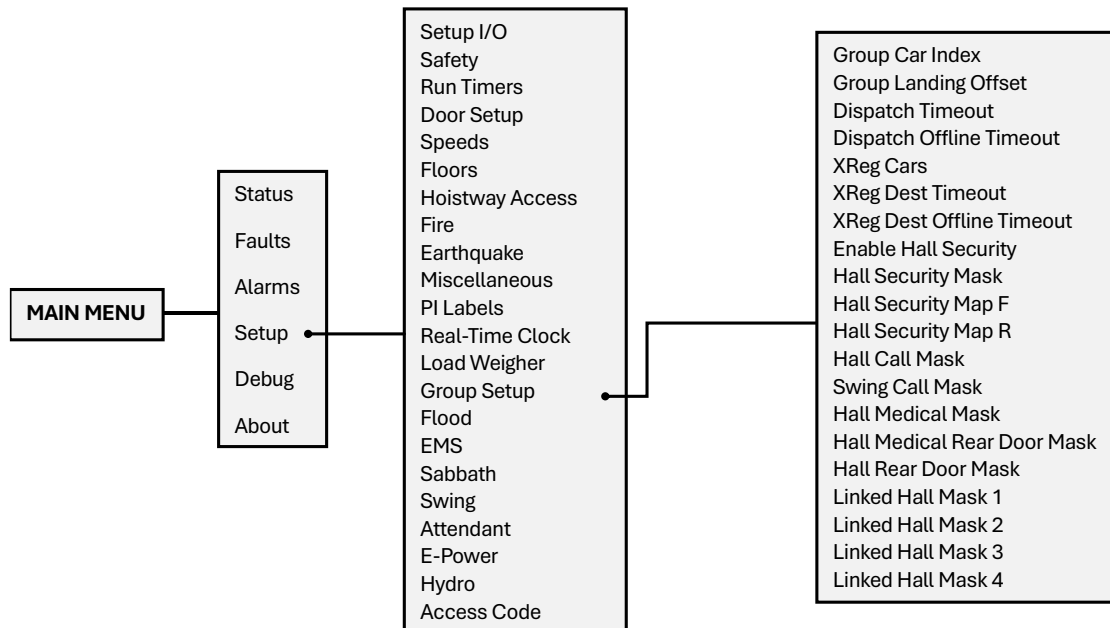 MAIN MENU
Status
Faults
Alarms
Setup
Debug
About
Setup I/O
Safety
Run Timers
Door Setup
Speeds
Floors
Hoistway Access
Fire
Earthquake
Miscellaneous
PI Labels
Real-Time Clock
Load Weigher
Group Setup
Flood
EMS
Sabbath
Swing
Attendant
E-Power
Hydro
Access Code
Group Car Index
Group Landing Offset
Dispatch Timeout
Dispatch Offline Timeout
XReg Cars
XReg Dest Timeout
XReg Dest Offline Timeout
Enable Hall Security
Hall Security Mask
Hall Security Map F
Hall Security Map R
Hall Call Mask
Swing Call Mask
Hall Medical Mask
Hall Medical Rear Door Mask
Hall Rear Door Mask
Linked Hall Mask 1
Linked Hall Mask 2
Linked Hall Mask 3
Linked Hall Mask 4